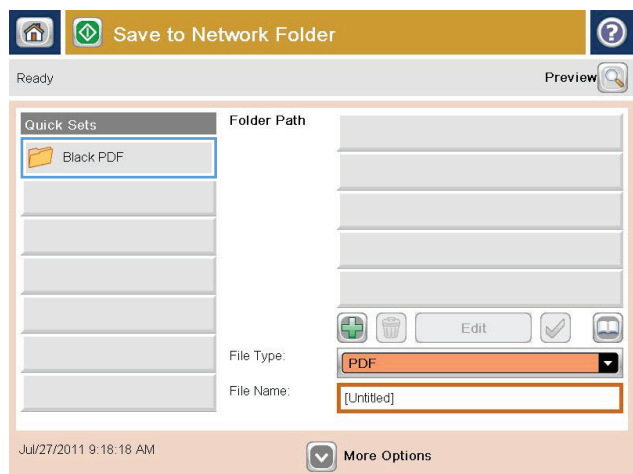 Save to Network Folder
Ready
Preview
Quick Sets
Black PDF
Folder Path
Edit
File Type:
PDF
File Name:
[Untitled]
Jul/27/2011 9:18:18 AM
More Options